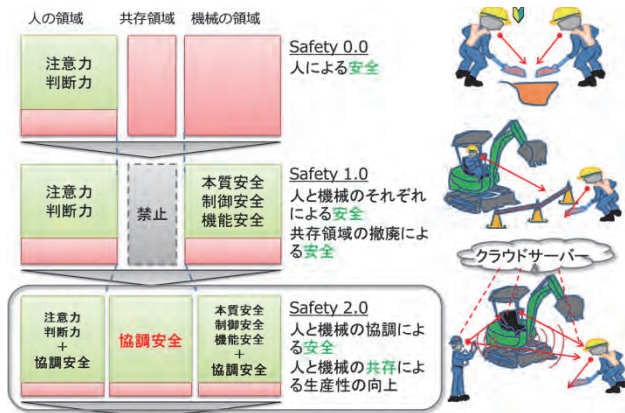 人の領域
共存領域
機械の領域
注意力
判断力
Safety 0.0
人による安全
注意力
判断力
禁止
本質安全
制御安全
機能安全
Safety 1.0
人と機械のそれぞれ
による安全
共存領域の撤廃によ
る安全
注意力
判断力
+
協調安全
協調安全
本質安全
制御安全
機能安全
+
協調安全
Safety 2.0
人と機械の協調によ
る安全
人と機械の共存によ
る生産性の向上
クラウドサーバー